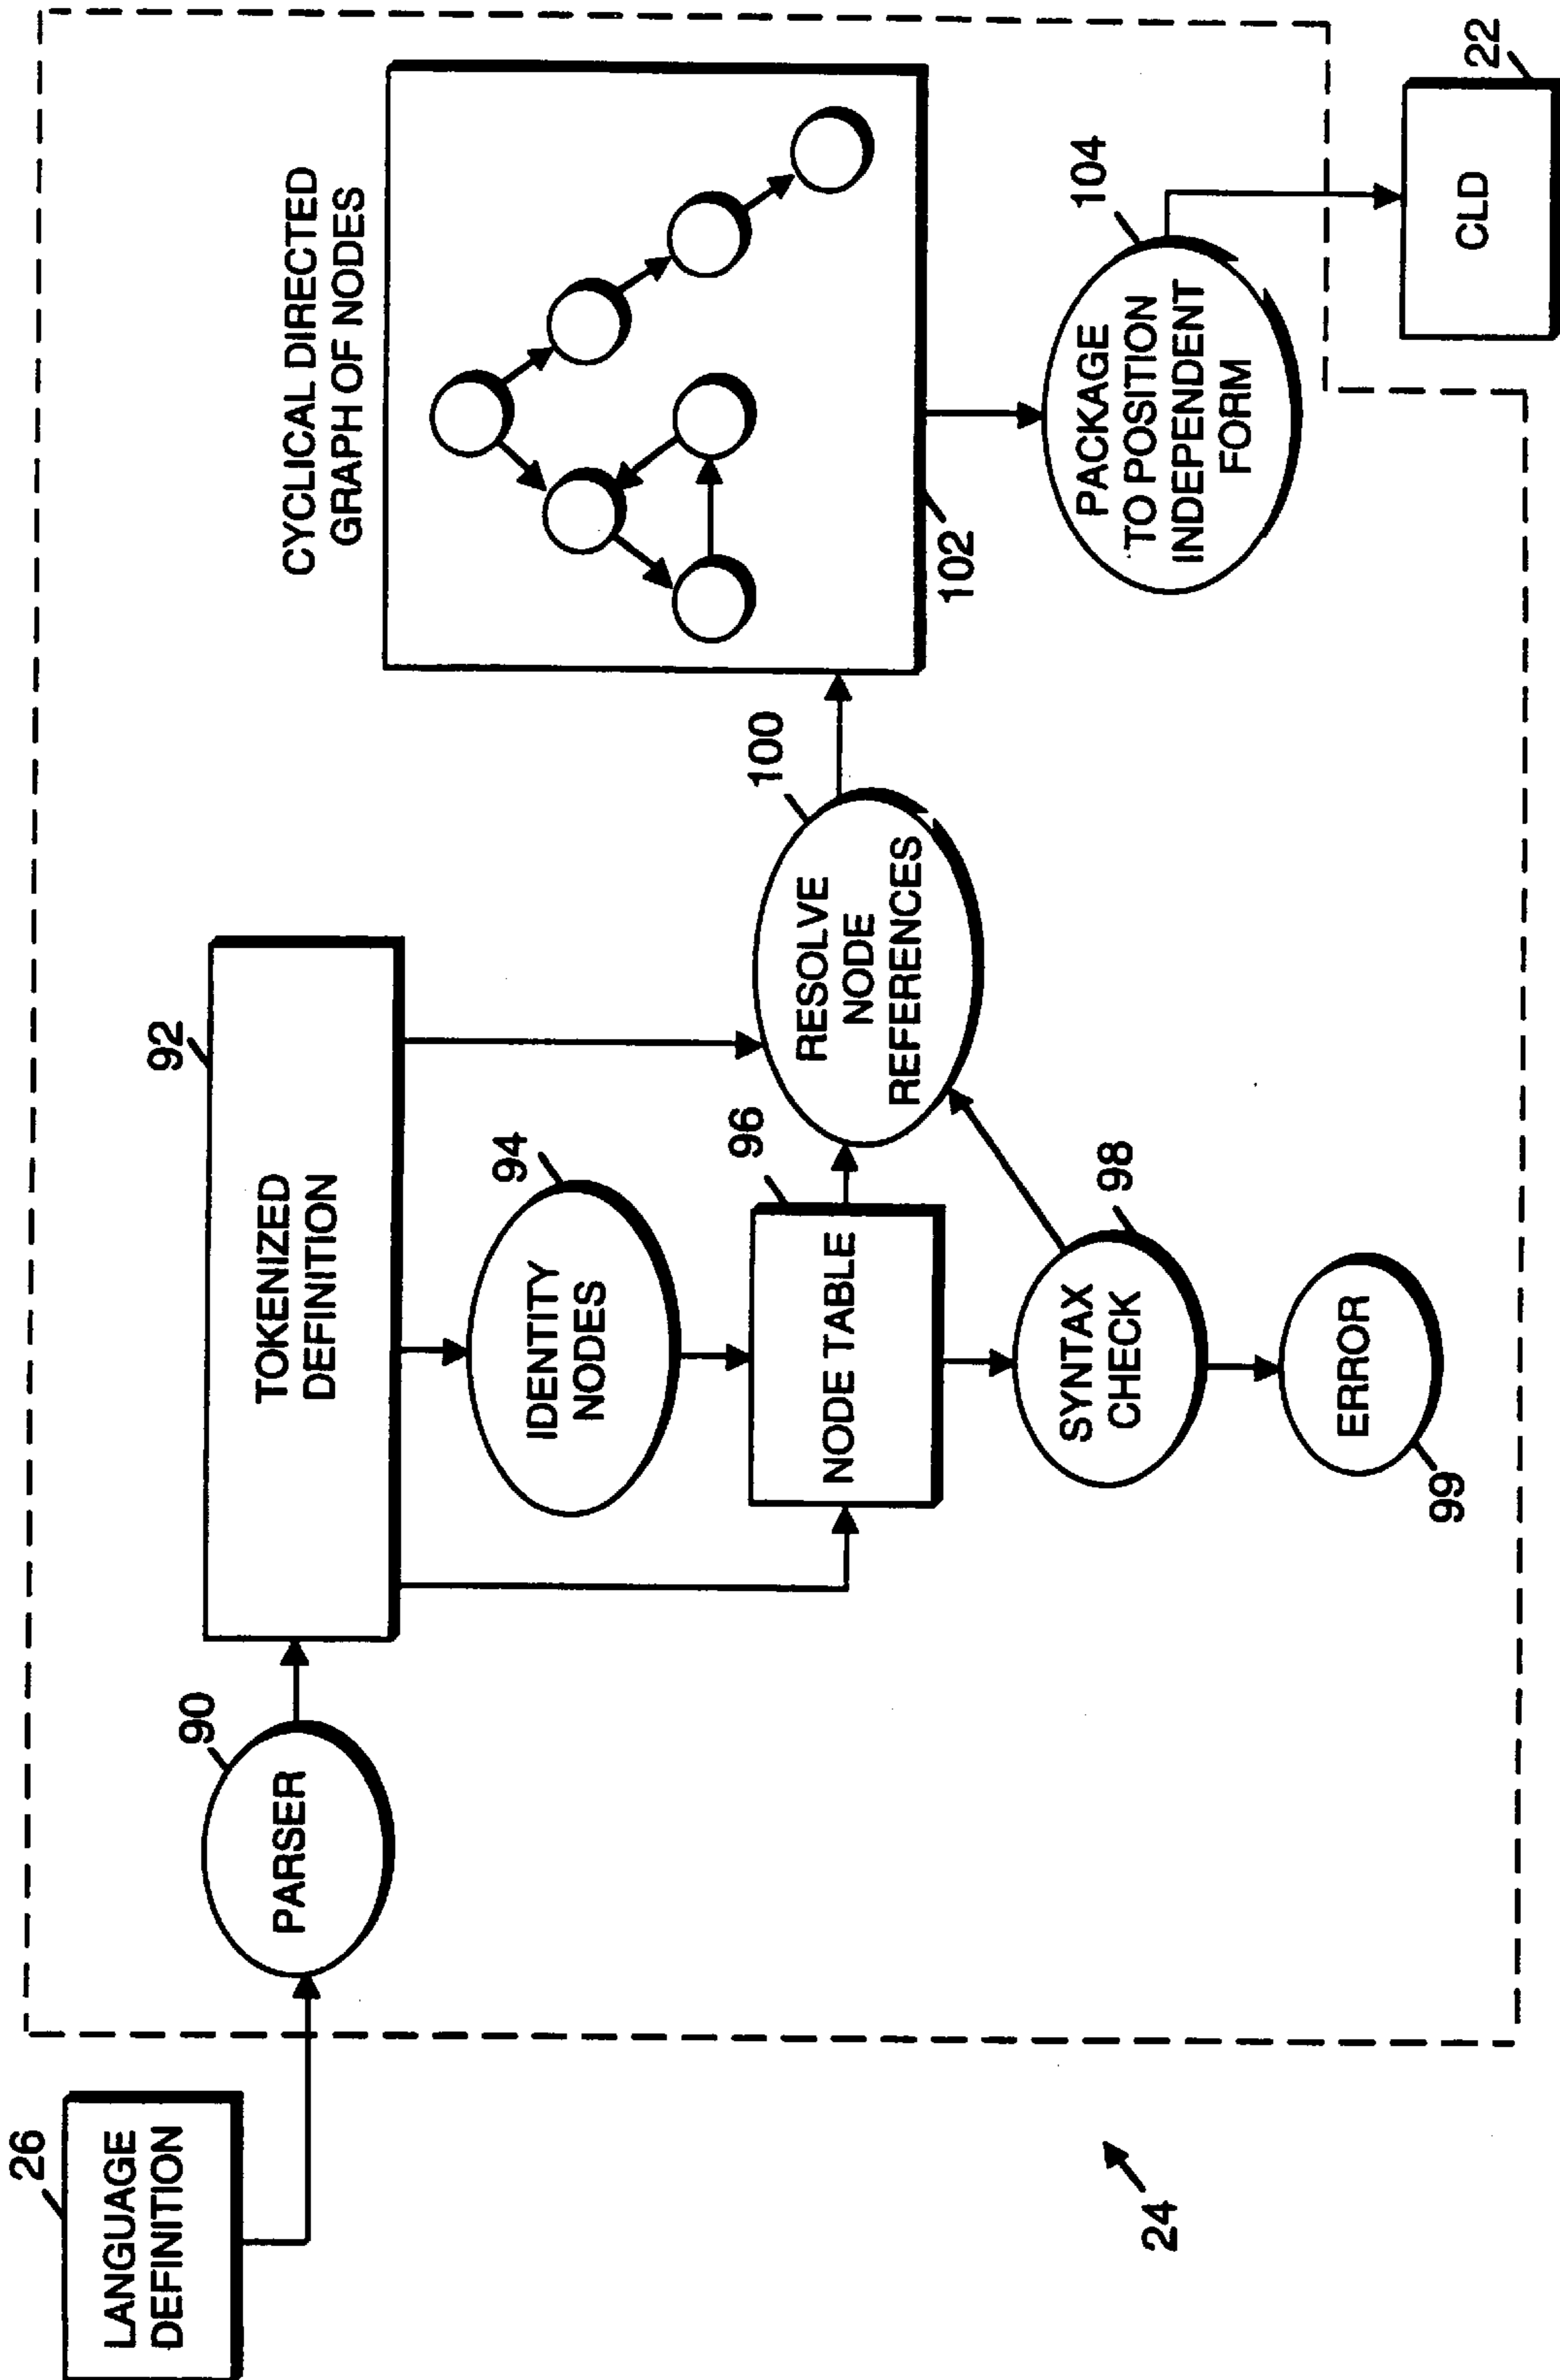 26
LANGUAGE
DEFINITION
90
PARSER
92
TOKENIZED
DEFINITION
94
IDENTITY
NODES
96
NODE TABLE
98
SYNTAX
CHECK
99
ERROR
100
RESOLVE
NODE
REFERENCES
CYCLICAL DIRECTED
GRAPH OF NODES
102
104
PACKAGE
TO POSITION
INDEPENDENT
FORM
CLD
22
24